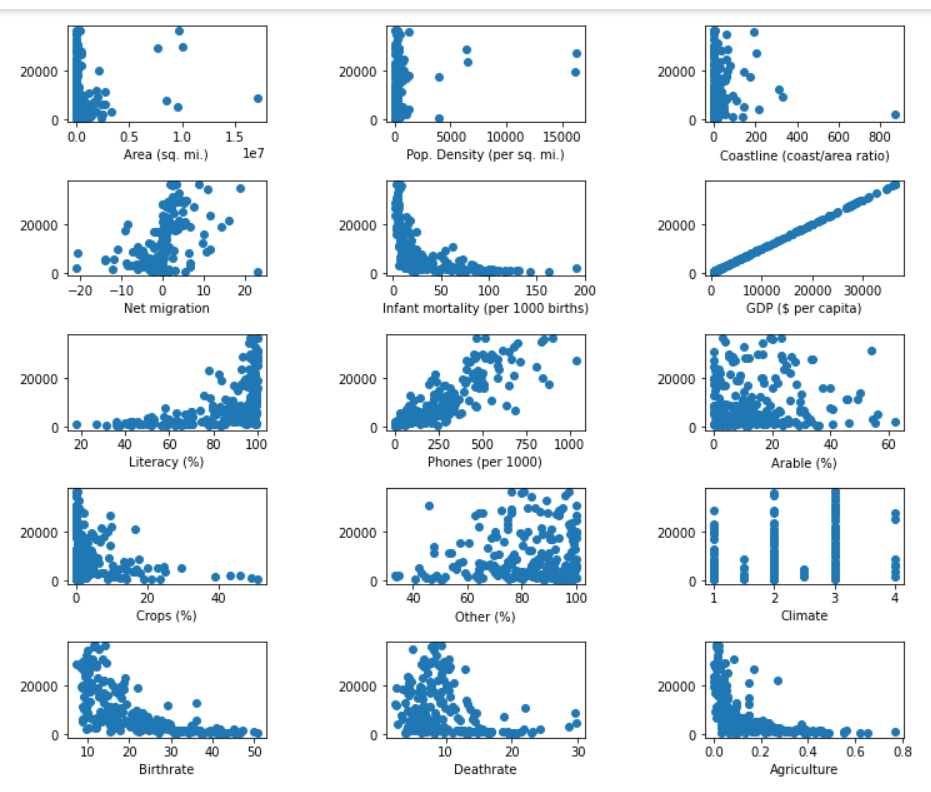 20000
0
0.0 0.5 1.0 1.5
1e7
Area (sq. mi.)
20000
0
0 5000 10000 15000
Pop. Density (per sq. mi.)
20000
0
0 200 400 600 800
Coastline (coast/area ratio)
20000
0
−20 −10 0 10 20
Net migration
20000
0
0 50 100 150 200
Infant mortality (per 1000 births)
20000
0
0 10000 20000 30000
GDP ($ per capita)
20000
0
20 40 60 80 100
Literacy (%)
20000
0
0 250 500 750 1000
Phones (per 1000)
20000
0
0 20 40 60
Arable (%)
20000
0
0 20 40
Crops (%)
20000
0
40 60 80 100
Other (%)
20000
0
1 2 3 4
Climate
20000
0
10 20 30 40 50
Birthrate
20000
0
10 20 30
Deathrate
20000
0
0.0 0.2 0.4 0.6 0.8
Agriculture